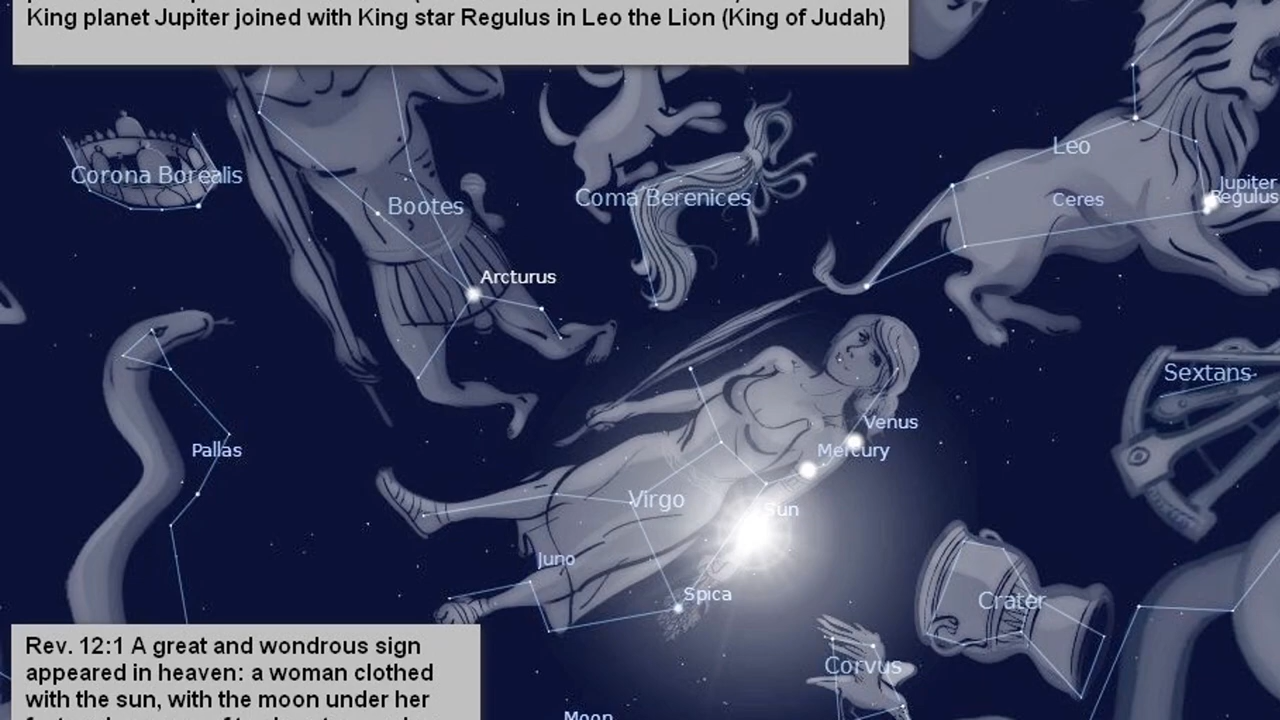 King planet Jupiter joined with King star Regulus in Leo the Lion (King of Judah)
Corona Borealis
Bootes
Coma Berenices
Leo
Ceres
Jupiter
Regulus
Arcturus
Sextans
Pallas
Venus
Mercury
Virgo
Sun
Juno
Spica
Crater
Corvus
Moon
Rev. 12:1 A great and wondrous sign
appeared in heaven: a woman clothed
with the sun, with the moon under her